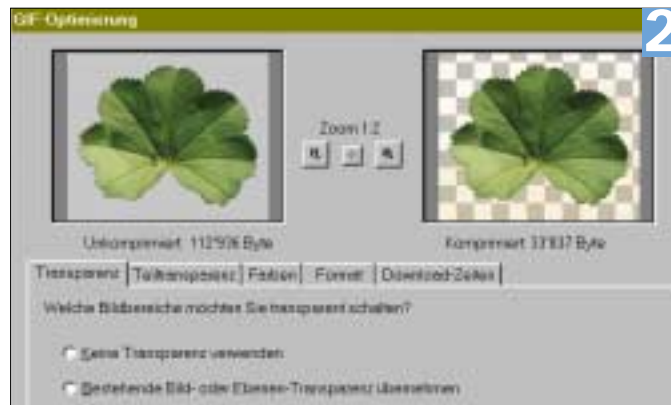 GIF-Optimierung
2
Zoom 1:2
Unkomprimiert: 112'936 Byte
Komprimiert: 33'837 Byte
Transparenz Teiltransparenz Farben Format Download-Zeiten
Welche Bildbereiche möchten Sie transparent schalten?
Keine Transparenz verwenden
Bestehende Bild- oder Ebenen-Transparenz übernehmen